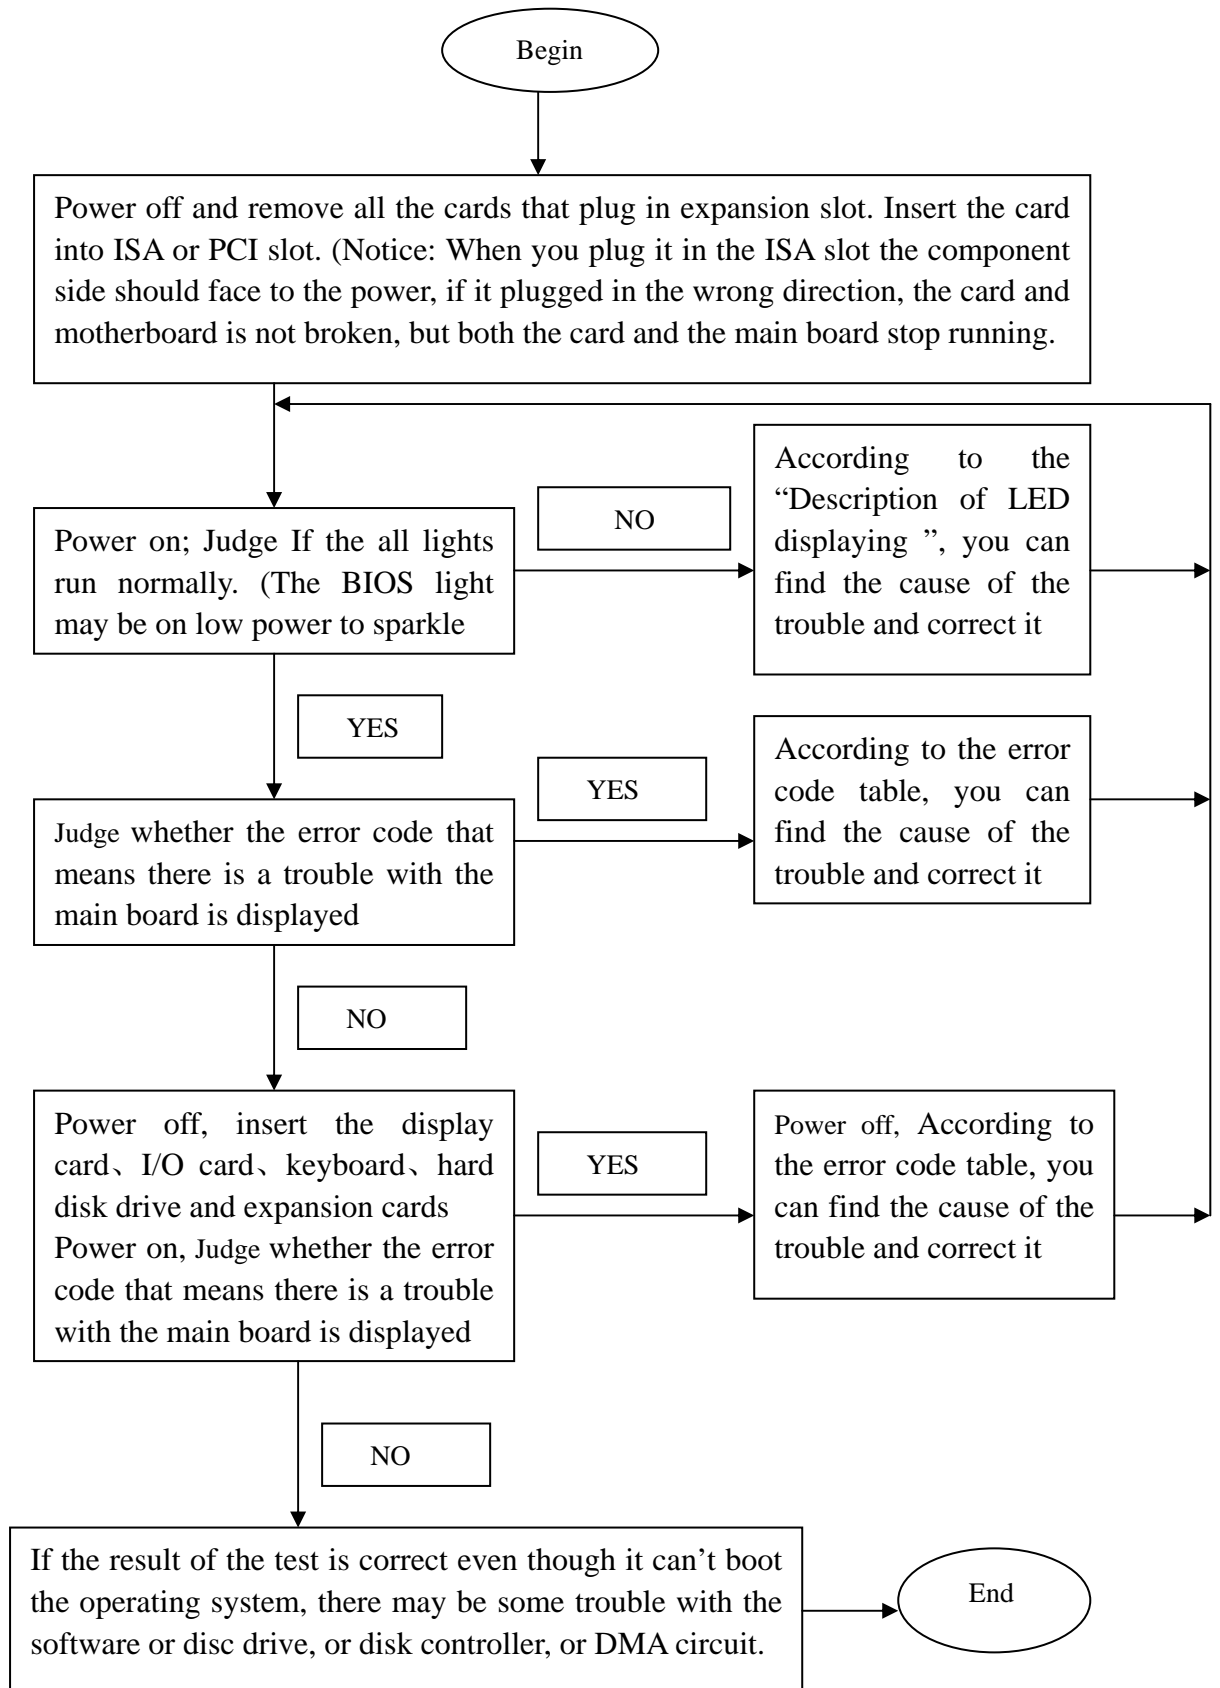 Begin
Power off and remove all the cards that plug in expansion slot. Insert the card
into ISA or PCI slot. (Notice: When you plug it in the ISA slot the component
side should face to the power, if it plugged in the wrong direction, the card and
motherboard is not broken, but both the card and the main board stop running.
Power on; Judge If the all lights
run normally. (The BIOS light
may be on low power to sparkle
NO
According to the
“Description of LED
displaying ”, you can
find the cause of the
trouble and correct it
YES
Judge whether the error code that
means there is a trouble with the
main board is displayed
YES
According to the error
code table, you can
find the cause of the
trouble and correct it
NO
Power off, insert the display
card、I/O card、keyboard、hard
disk drive and expansion cards
Power on, Judge whether the error
code that means there is a trouble
with the main board is displayed
YES
Power off, According to
the error code table, you
can find the cause of the
trouble and correct it
NO
If the result of the test is correct even though it can’t boot
the operating system, there may be some trouble with the
software or disc drive, or disk controller, or DMA circuit.
End